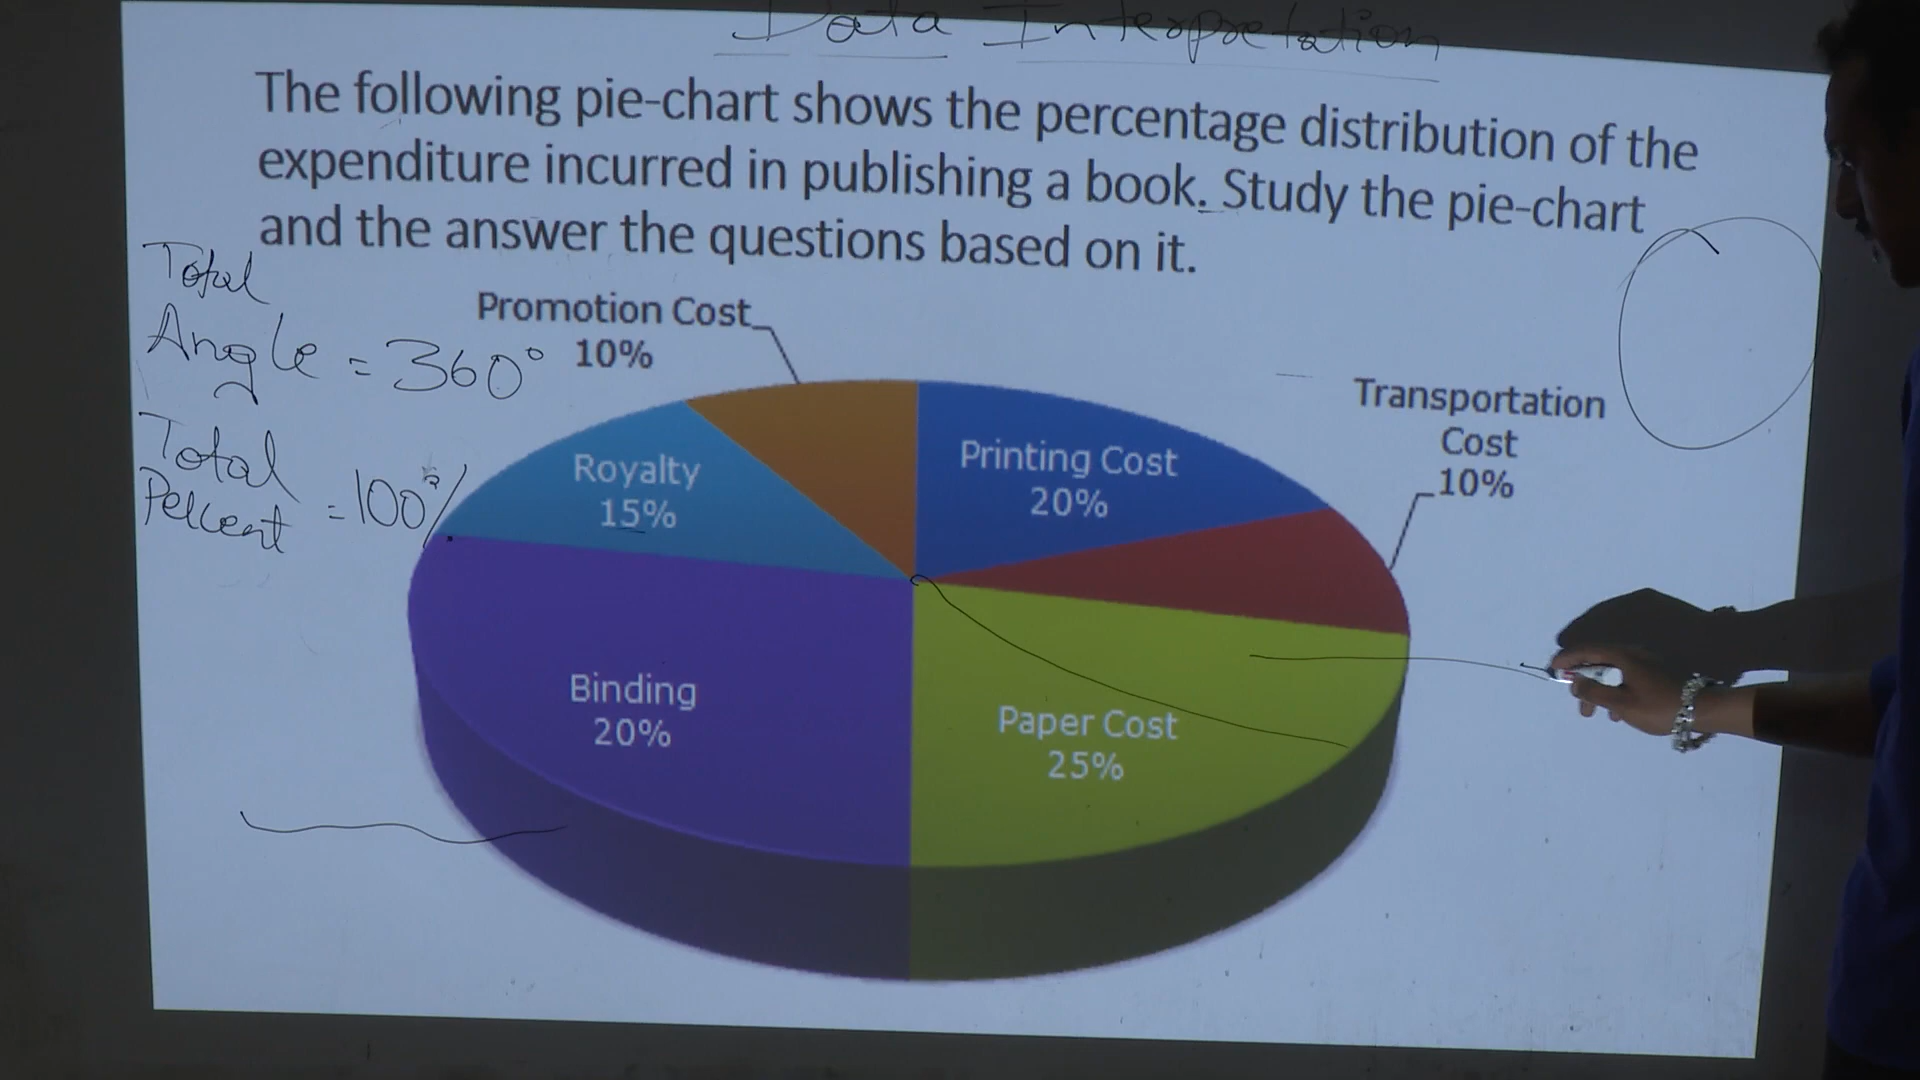 Data Interpretation
The following pie-chart shows the percentage distribution of the
expenditure incurred in publishing a book. Study the pie-chart
and the answer the questions based on it.
Total
Angle = 360°
Total
Percent = 100%
Promotion Cost
10%
Transportation
Cost
10%
Printing Cost
20%
Royalty
15%
Binding
20%
Paper Cost
25%